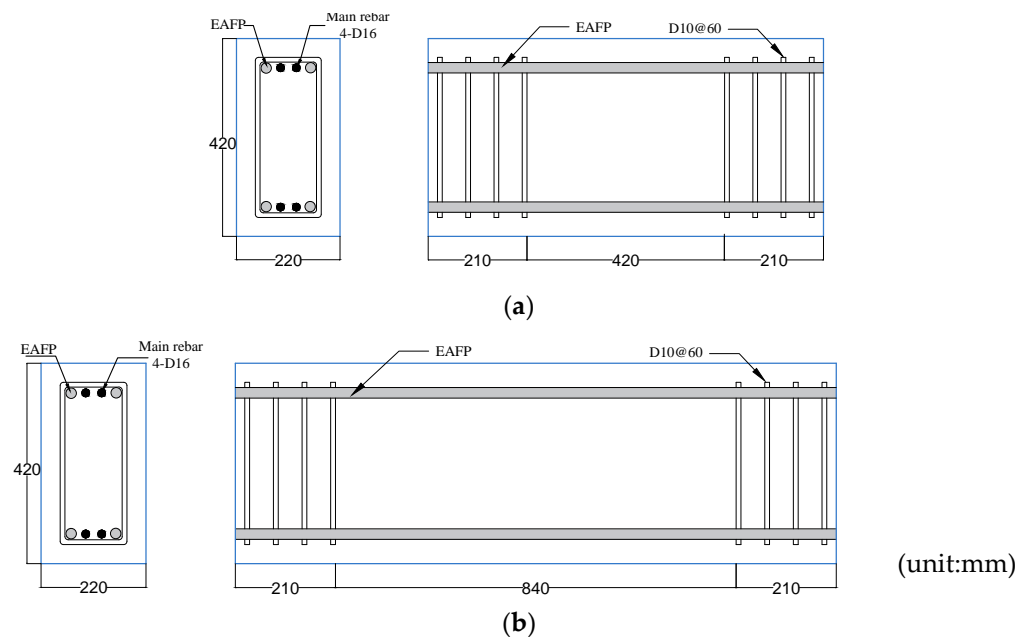 EAFP
Main rebar
4-D16
EAFP
D10@60
420
220
210
420
210
(a)
EAFP
Main rebar
4-D16
EAFP
D10@60
420
220
210
840
210
(unit:mm)
(b)